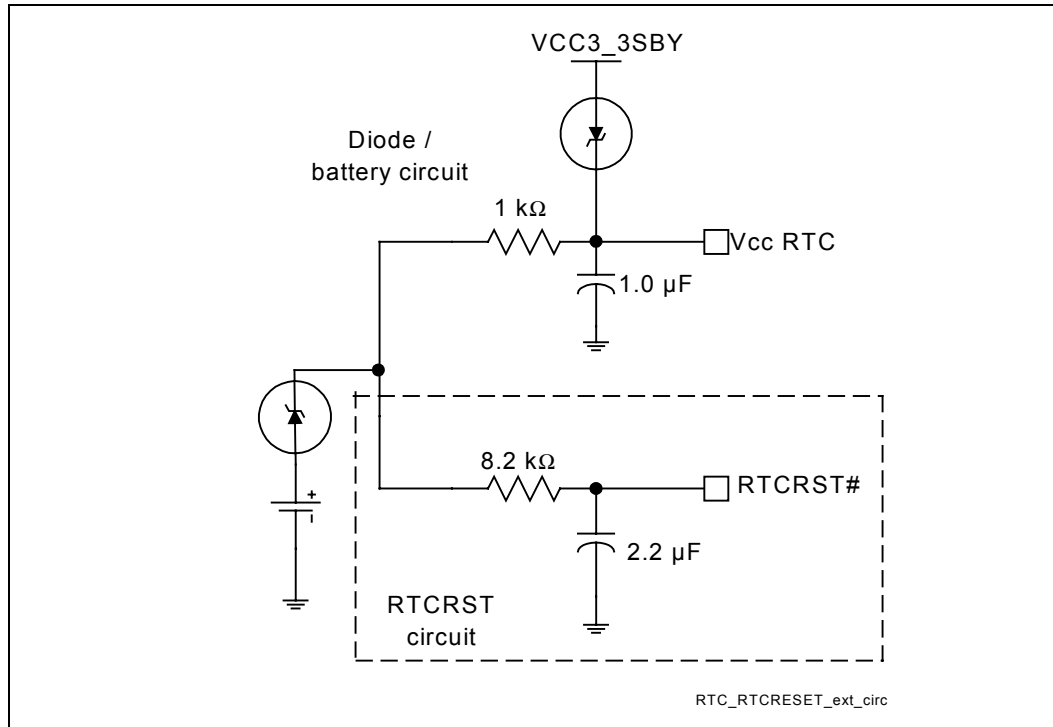 VCC3_3SBY
Diode /
battery circuit
1 kΩ
Vcc RTC
1.0 µF
8.2 kΩ
RTCRST#
2.2 µF
RTCRST
circuit
RTC_RTCRESET_ext_circ